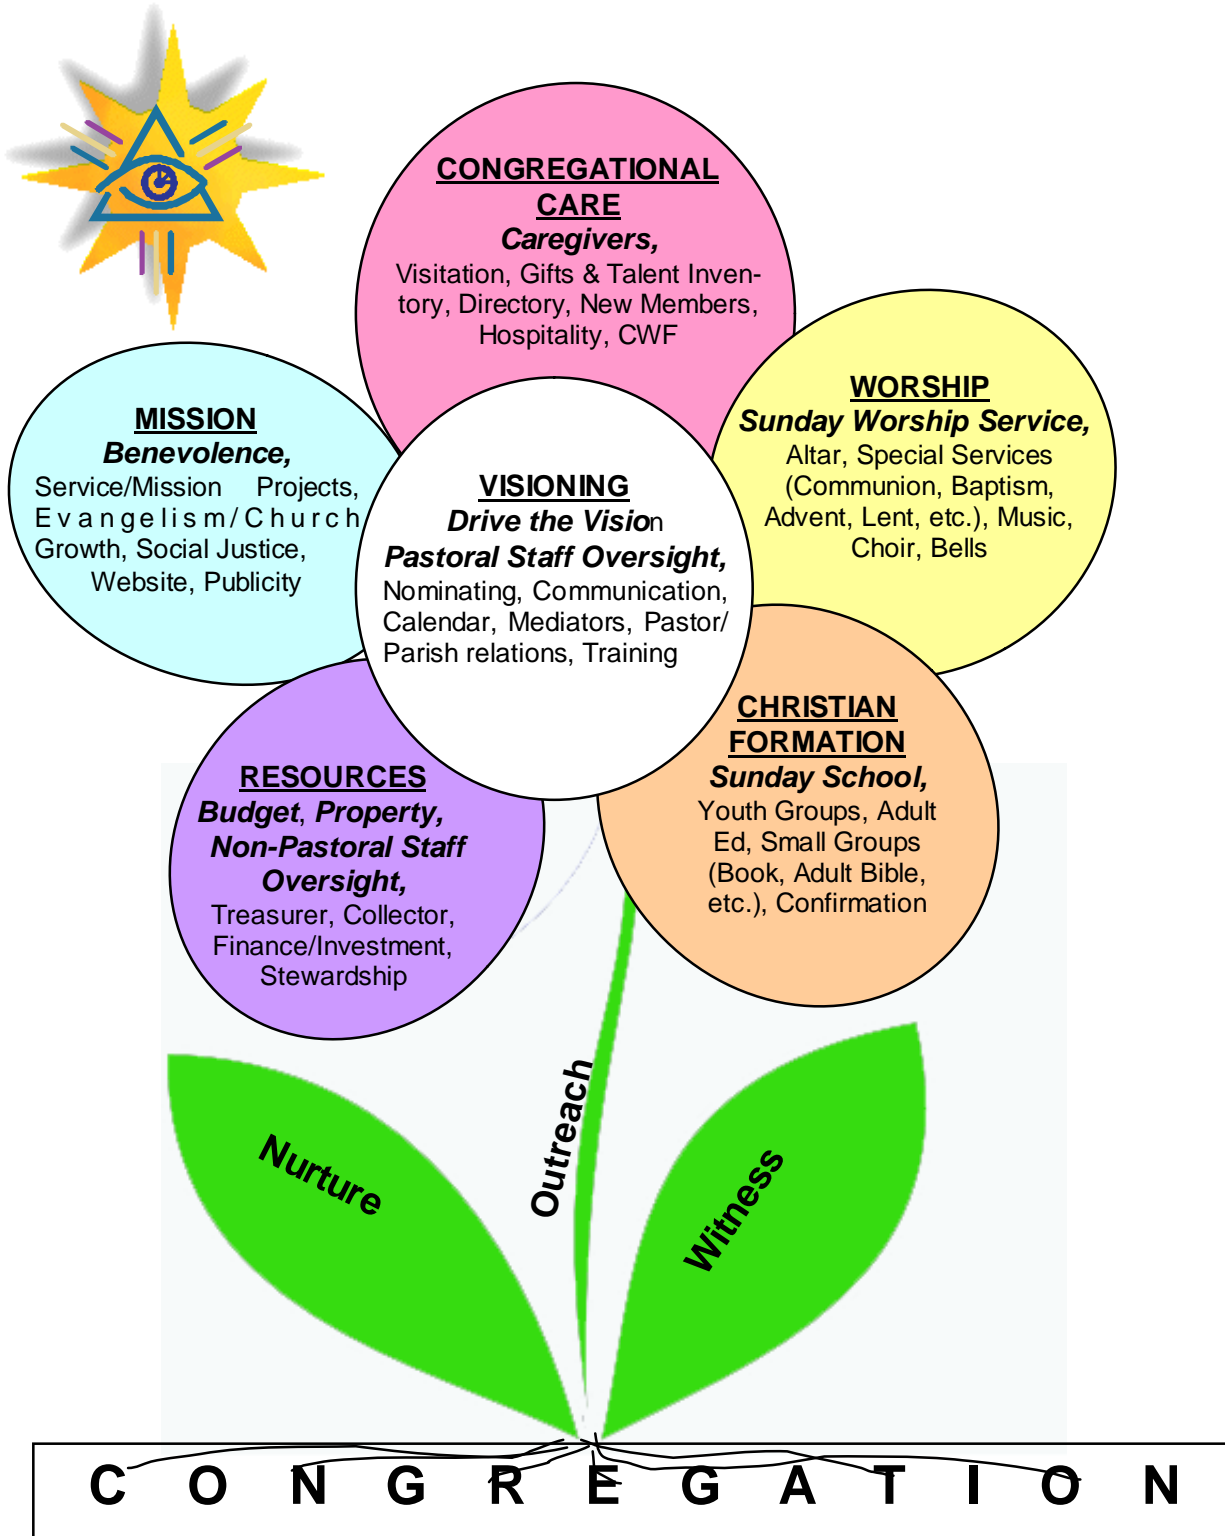 CONGREGATIONAL
CARE
Caregivers,
Visitation, Gifts & Talent Inven-
tory, Directory, New Members,
Hospitality, CWF
WORSHIP
Sunday Worship Service,
Altar, Special Services
(Communion, Baptism,
Advent, Lent, etc.), Music,
Choir, Bells
MISSION
Benevolence,
Service/Mission Projects,
Evangelism/Church
Growth, Social Justice,
Website, Publicity
VISIONING
Drive the Vision
Pastoral Staff Oversight,
Nominating, Communication,
Calendar, Mediators, Pastor/
Parish relations, Training
CHRISTIAN
FORMATION
Sunday School,
Youth Groups, Adult
Ed, Small Groups
(Book, Adult Bible,
etc.), Confirmation
RESOURCES
Budget, Property,
Non-Pastoral Staff
Oversight,
Treasurer, Collector,
Finance/Investment,
Stewardship
Nurture
Outreach
Witness
CONGREGATION